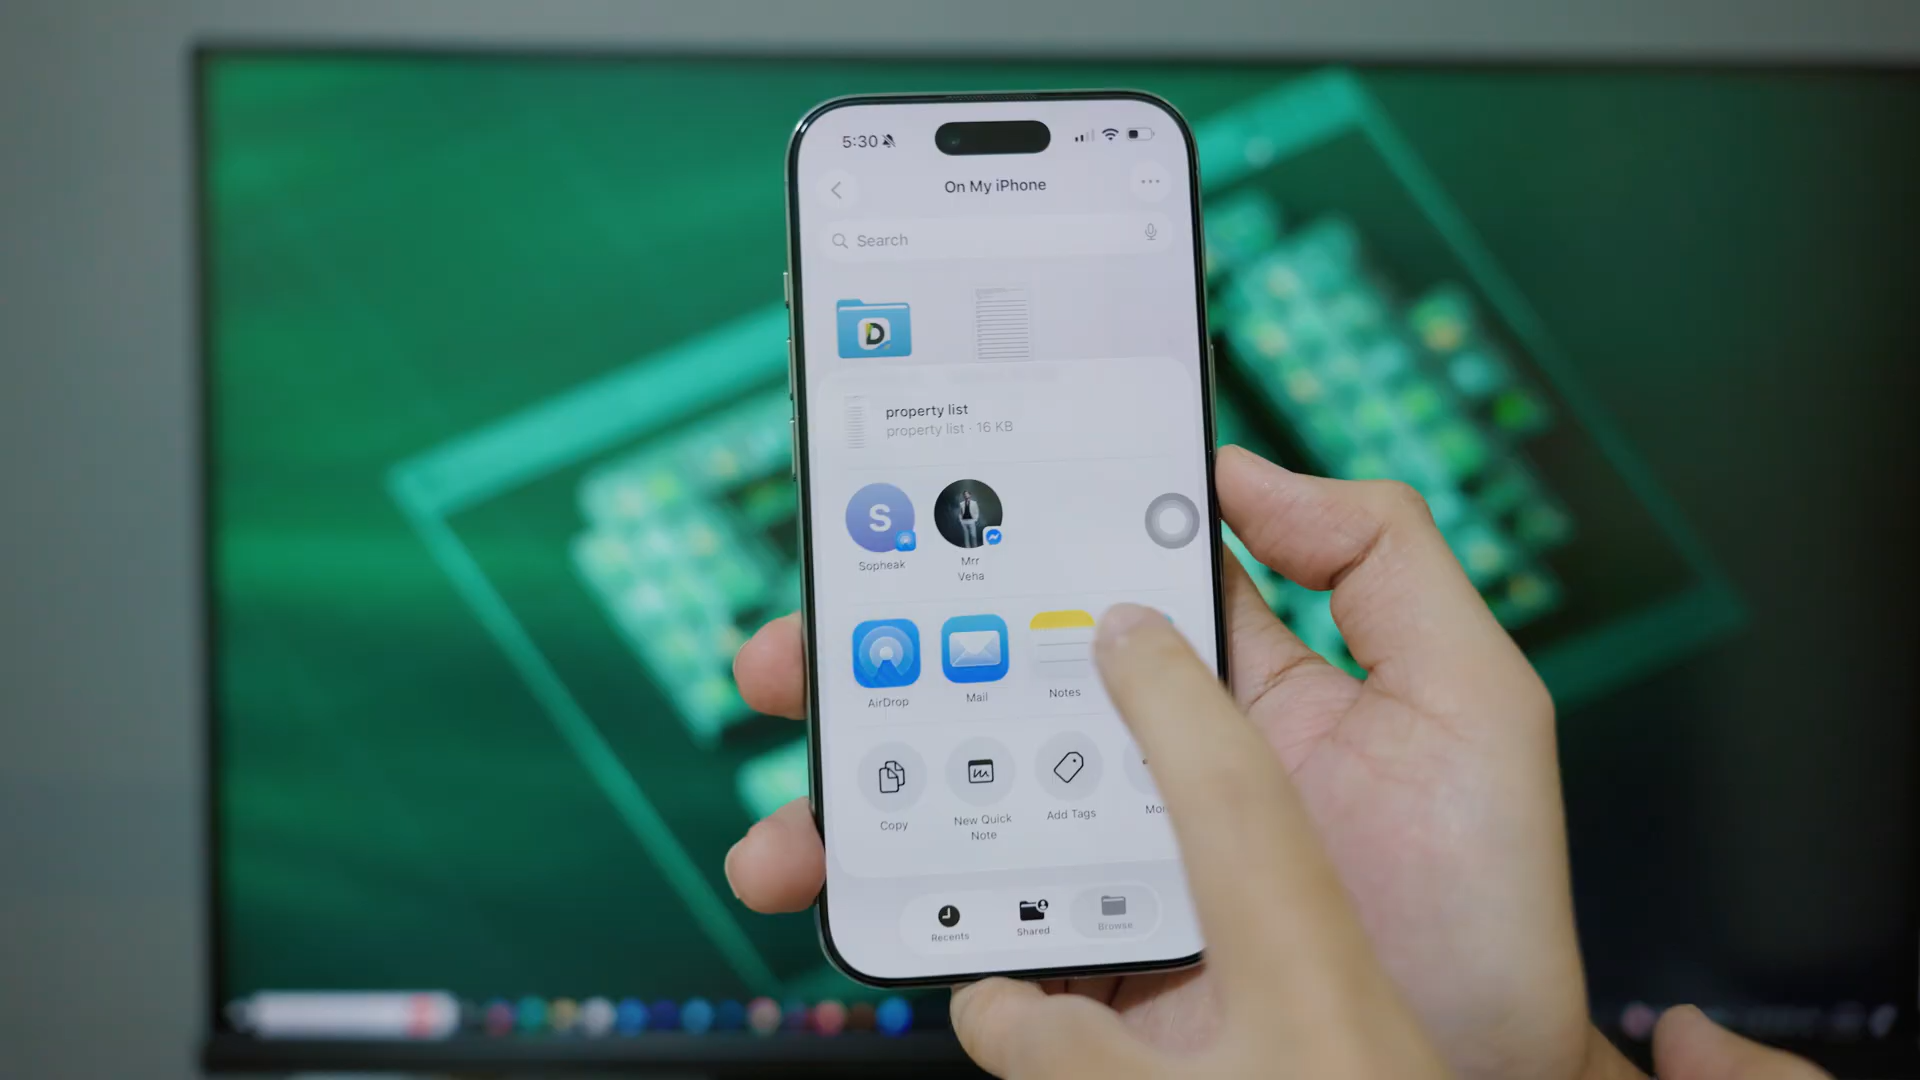 5:30
On My iPhone
Search
D
property list
property list · 16 KB
S
Sopheak
Mrr
Veha
AirDrop
Mail
Notes
Copy
New Quick
Note
Add Tags
Recents
Shared
Browse